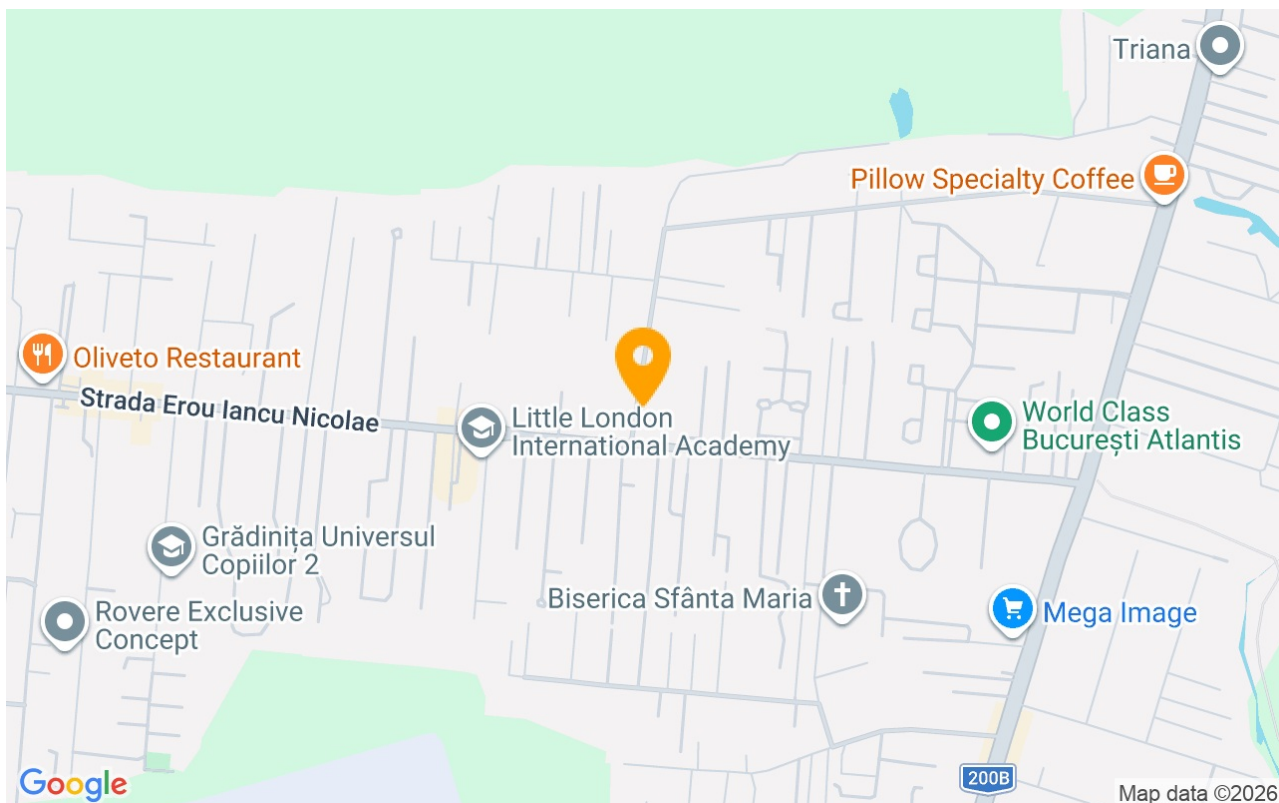 Triana
Pillow Specialty Coffee
Oliveto Restaurant
Strada Erou Iancu Nicolae
Little London
International Academy
World Class
București Atlantis
Grădinița Universul
Copiilor 2
Biserica Sfânta Maria
Rovere Exclusive
Concept
Mega Image
200B
Google
Map data ©2026